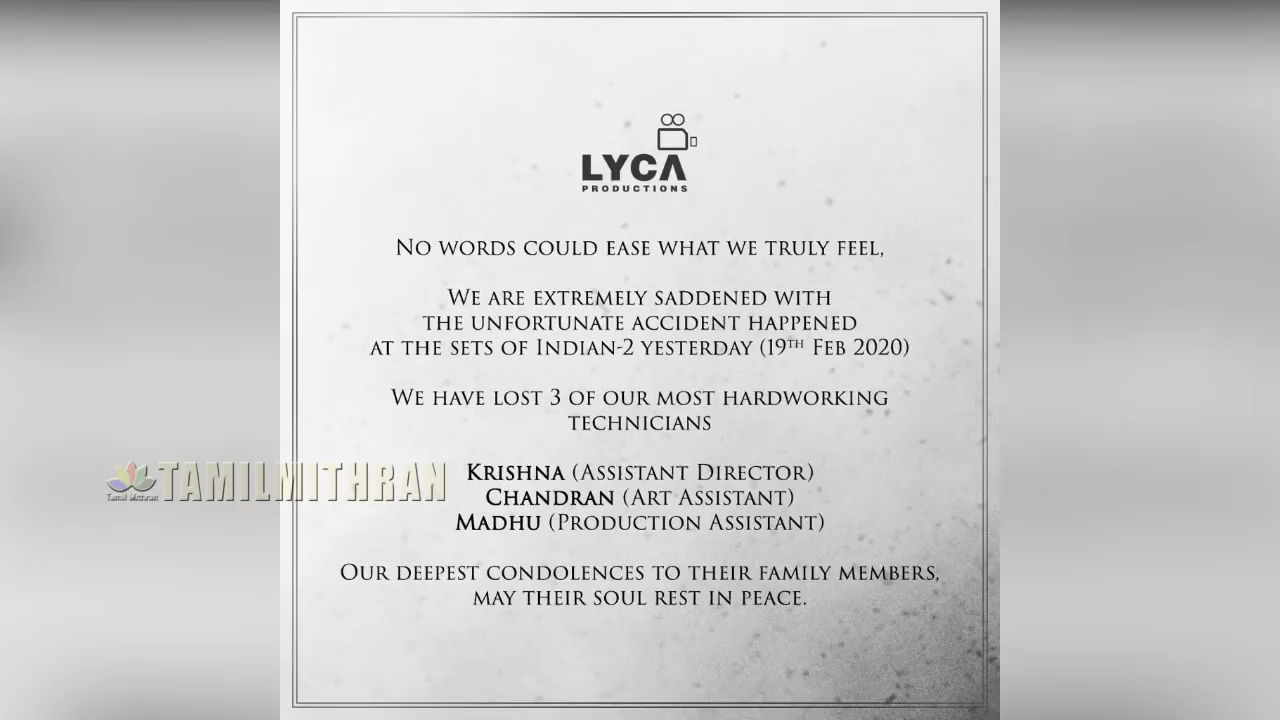 LYCA
PRODUCTIONS
No words could ease what we truly feel,
We are extremely saddened with
the unfortunate accident happened
at the sets of Indian-2 yesterday (19th Feb 2020)
We have lost 3 of our most hardworking
technicians
Krishna (Assistant Director)
Chandran (Art Assistant)
Madhu (Production Assistant)
TAMILMITHRAN
Tamil Mithran
Our deepest condolences to their family members,
may their soul rest in peace.